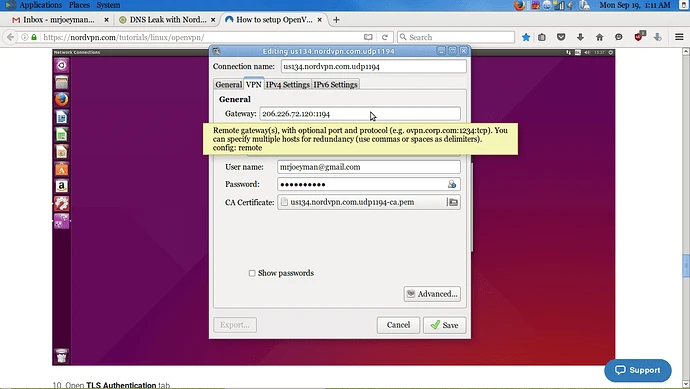 Applications Places System
Mon Sep 19, 1:11 AM
Inbox - mrjoeyman@...
DNS Leak with Nord...
How to setup OpenV...
https://nordvpn.com/tutorials/linux/openvpn/
Search
Network Connections
13:37
Editing us134.nordvpn.com.udp1194
Connection name: us134.nordvpn.com.udp1194
General VPN IPv4 Settings IPv6 Settings
General
Gateway: 206.226.72.120:1194
Remote gateway(s), with optional port and protocol (e.g. ovpn.corp.com:1234:tcp). You
can specify multiple hosts for redundancy (use commas or spaces as delimiters).
config: remote
User name: mrjoeyman@gmail.com
Password: ●●●●●●●●●●
CA Certificate: us134.nordvpn.com.udp1194-ca.pem
Show passwords
Advanced...
Export... Cancel Save
Support
10. Open TLS Authentication tab